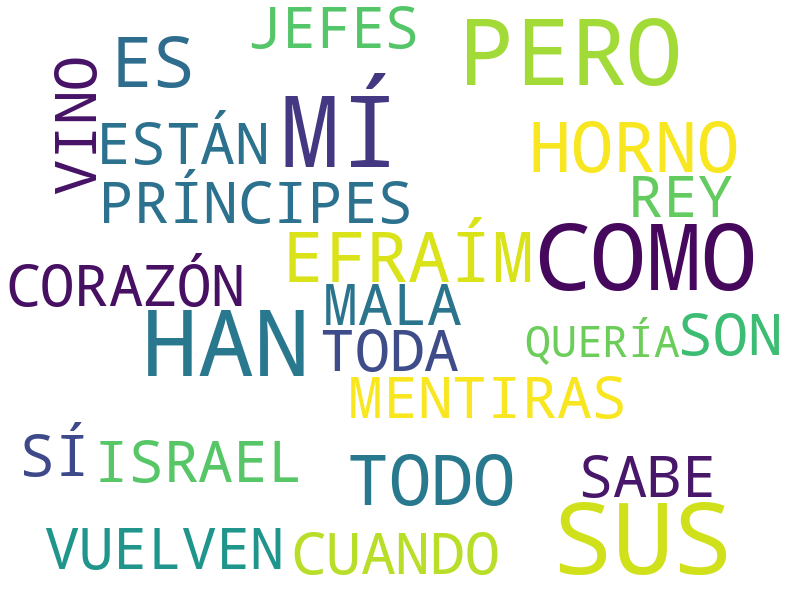 JEFES
PERO
ES
VINO
MÍ
ESTÁN
HORNO
PRÍNCIPES
REY
EFRAÍM
COMO
CORAZÓN
MALA
HAN
TODA
QUERÍA
SON
MENTIRAS
SÍ
ISRAEL
TODO
SABE
SUS
VUELVEN
CUANDO